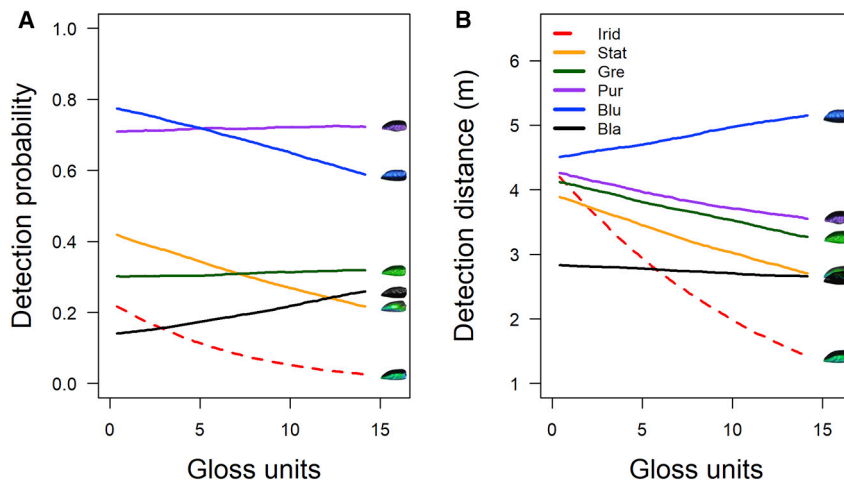 A
Detection probability
1.0
0.8
0.6
0.4
0.2
0.0
0
5
10
15
Gloss units
B
Detection distance (m)
6
5
4
3
2
1
Irid
Stat
Gre
Pur
Blu
Bla
0
5
10
15
Gloss units